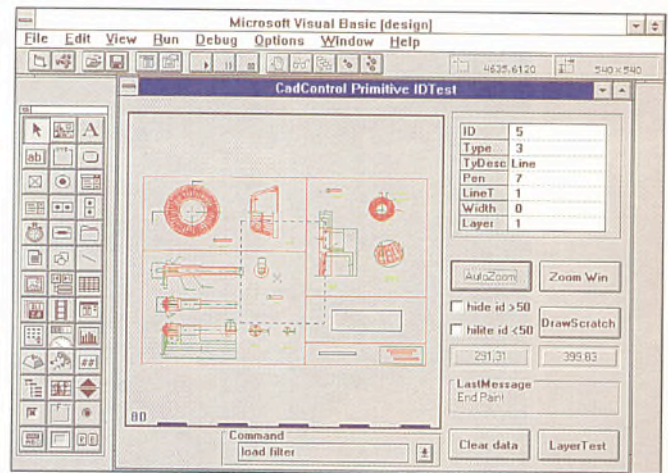 Microsoft Visual Basic [design]
File Edit View Run Debug Options Window Help
4635,6120 540×540
CadControl Primitive IDTest
A
ab
ID 5
Type 3
TyDesc Line
Pen 7
LineT 1
Width 0
Layer 1
AutoZoom Zoom Win
hide id >50
hilite id <50
DrawScratch
291,31 399,83
LastMessage
End Paint
80
Command
load filter
Clear data LayerTest
##